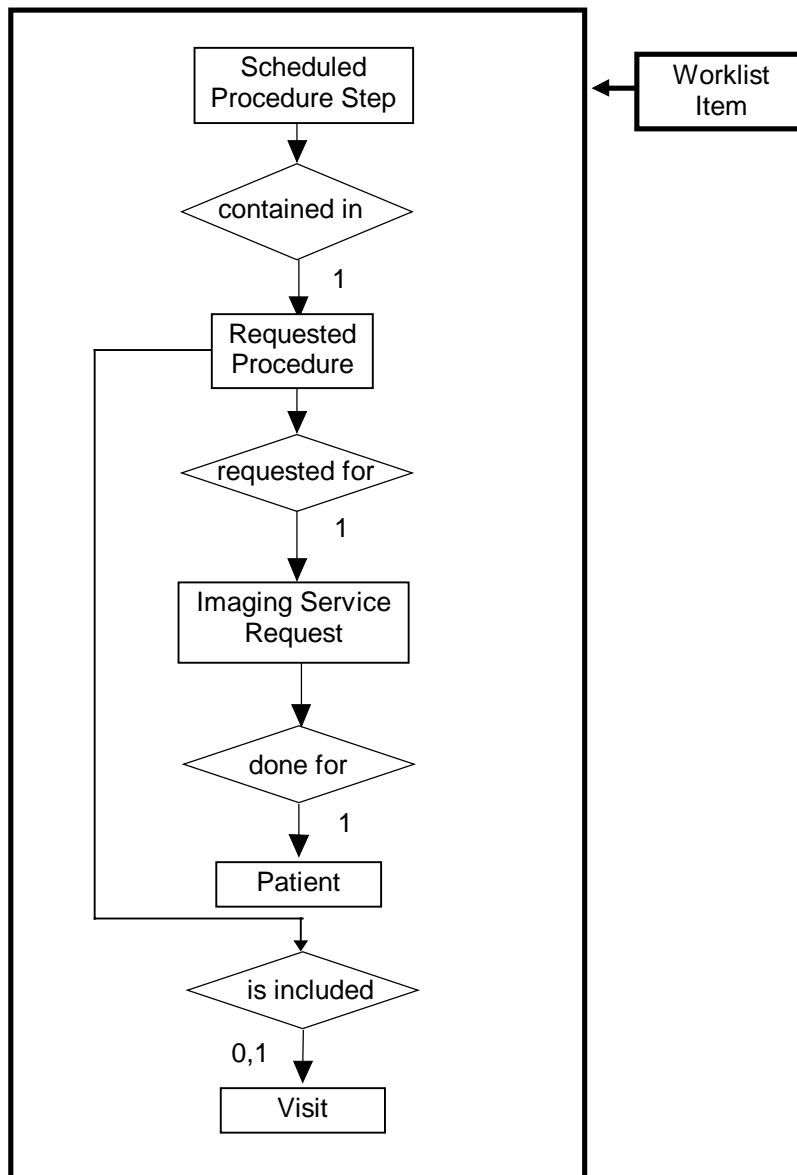 Scheduled
Procedure Step
Worklist
Item
contained in
1
Requested
Procedure
requested for
1
Imaging Service
Request
done for
1
Patient
is included
0,1
Visit